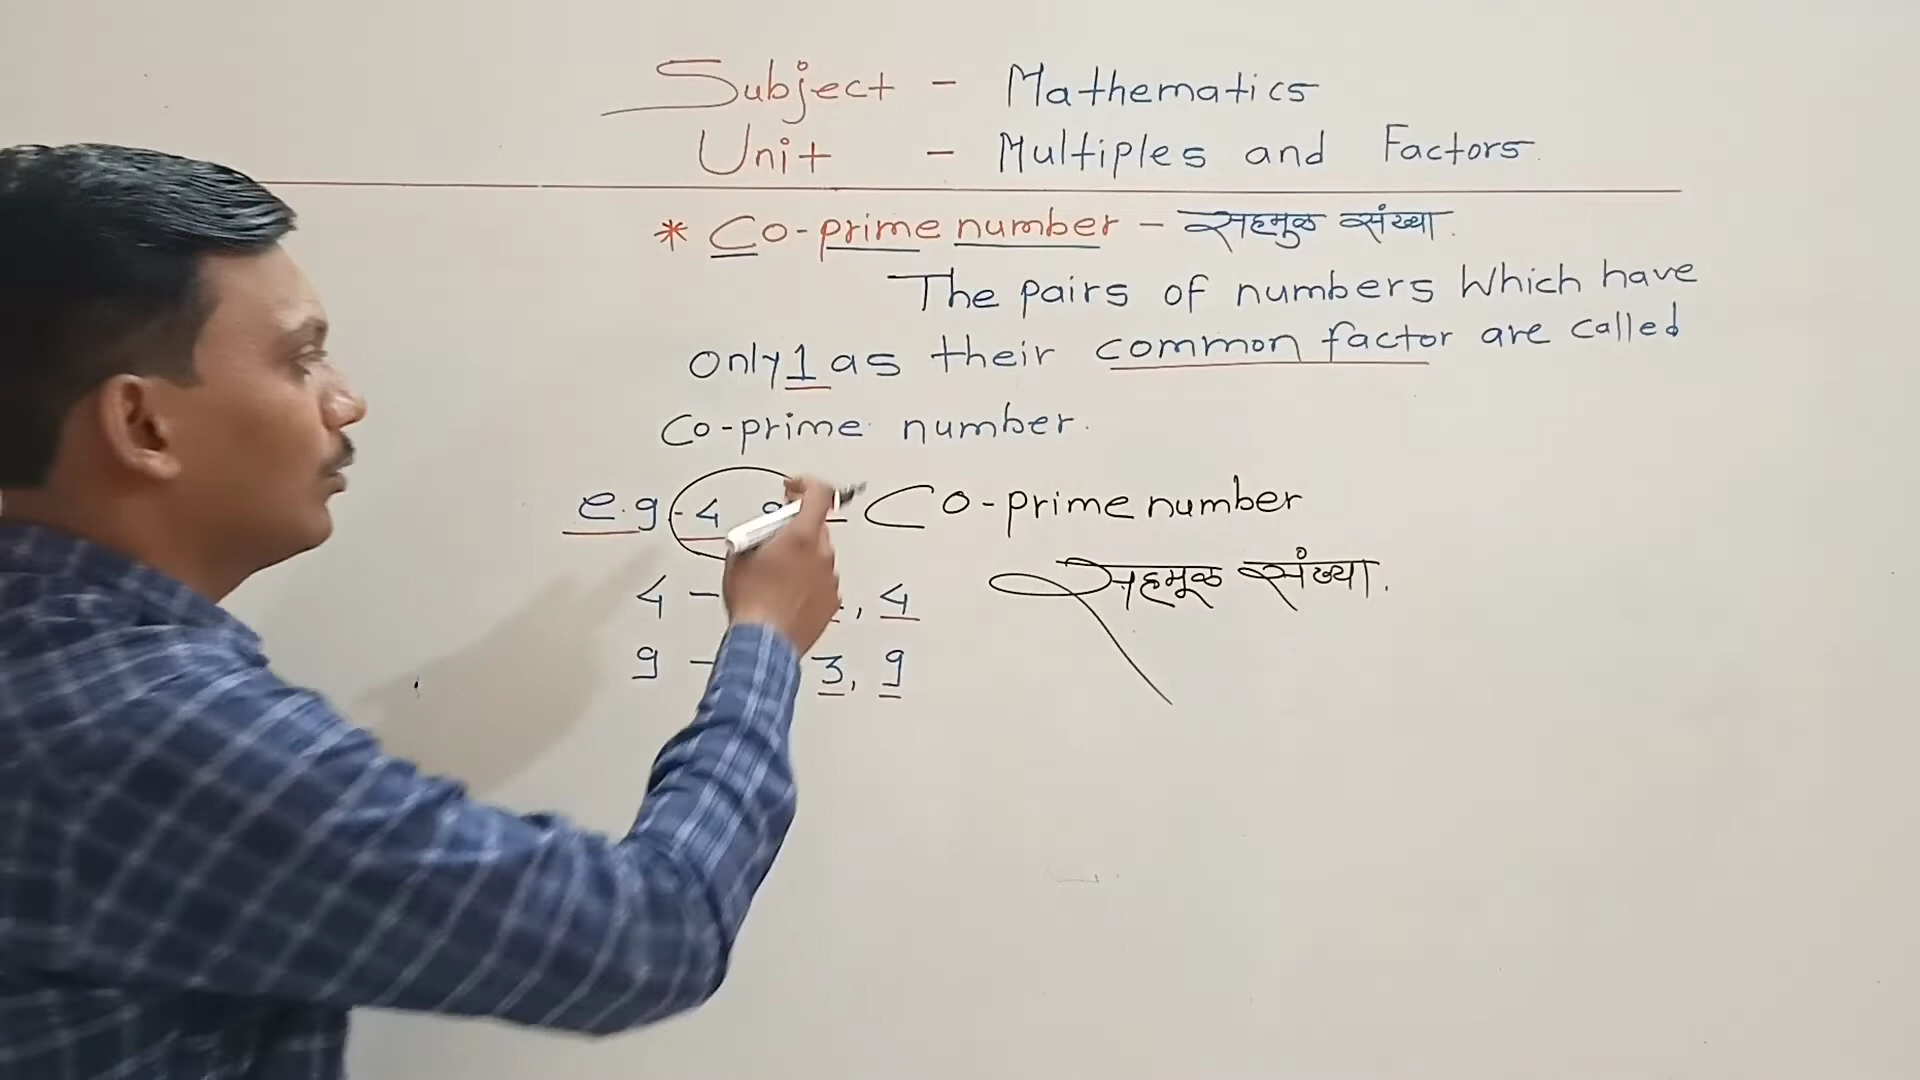 Subject - Mathematics
Unit - Multiples and Factors
* Co-prime number - सहमुळ संख्या.
The pairs of numbers Which have
only 1 as their common factor are called
Co-prime number.
e.g - 4 Co-prime number
सहमूळ संख्या.
4 - , 4
9 - 3, 9